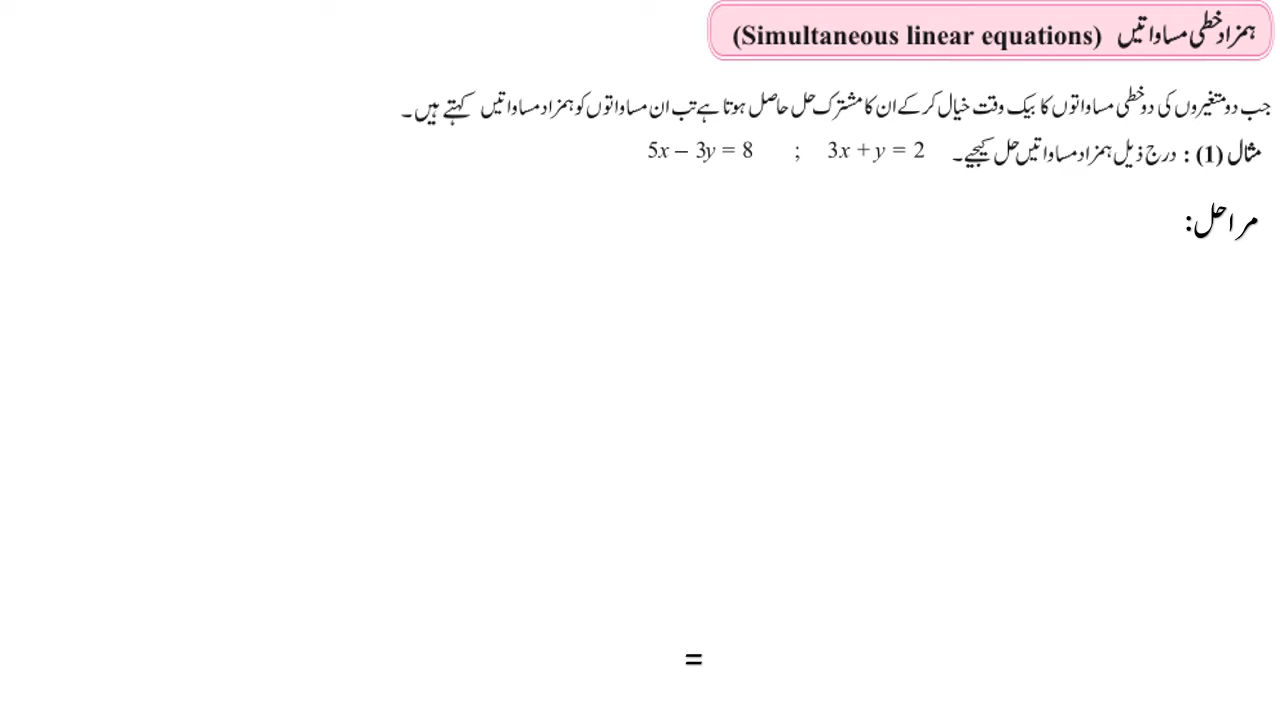 ہمزاد خطی مساواتیں (Simultaneous linear equations)
جب دو متغیروں کی دو خطی مساواتوں کا بیک وقت خیال کرکے ان کا مشترک حل حاصل ہوتا ہے تب ان مساواتوں کو ہمزاد مساواتیں کہتے ہیں۔
مثال (1) : درج ذیل ہمزاد مساواتیں حل کیجیے۔ 5x – 3y = 8 ; 3x + y = 2
مراحل:
=